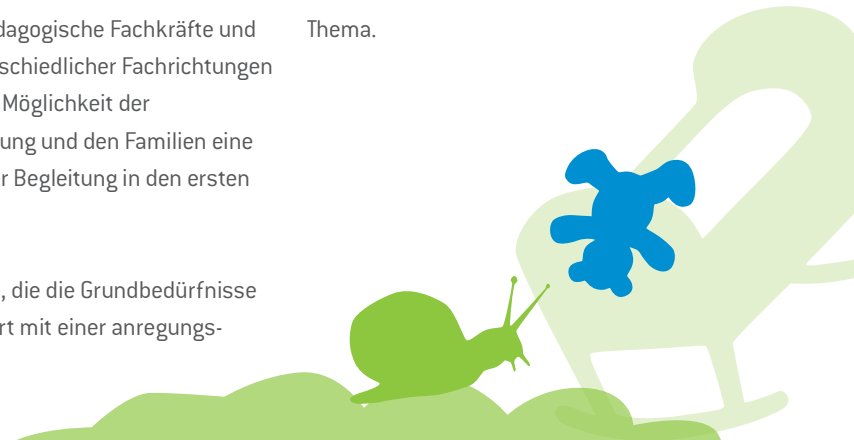 dagogische Fachkräfte und
schiedlicher Fachrichtungen
Möglichkeit der
ung und den Familien eine
r Begleitung in den ersten
, die die Grundbedürfnisse
rt mit einer anregungs-
Thema.